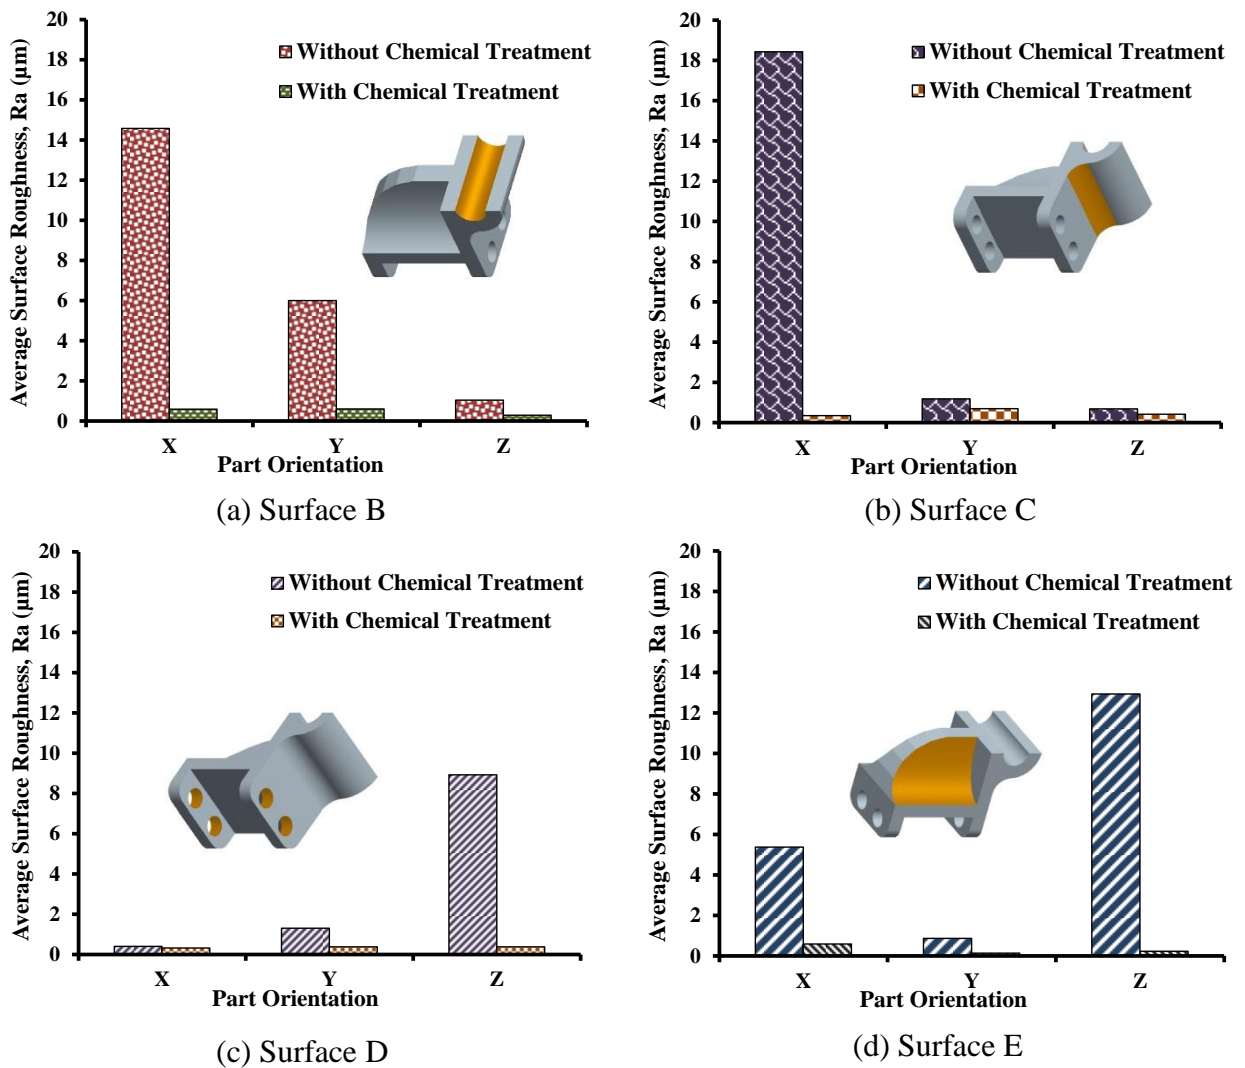 Average Surface Roughness, Ra (µm)
20
18
16
14
12
10
8
6
4
2
0
Without Chemical Treatment
With Chemical Treatment
X Y Z
Part Orientation
(a) Surface B
Average Surface Roughness, Ra (µm)
20
18
16
14
12
10
8
6
4
2
0
Without Chemical Treatment
With Chemical Treatment
X Y Z
Part Orientation
(b) Surface C
Average Surface Roughness, Ra (µm)
20
18
16
14
12
10
8
6
4
2
0
Without Chemical Treatment
With Chemical Treatment
X Y Z
Part Orientation
(c) Surface D
Average Surface Roughness, Ra (µm)
20
18
16
14
12
10
8
6
4
2
0
Without Chemical Treatment
With Chemical Treatment
X Y Z
Part Orientation
(d) Surface E